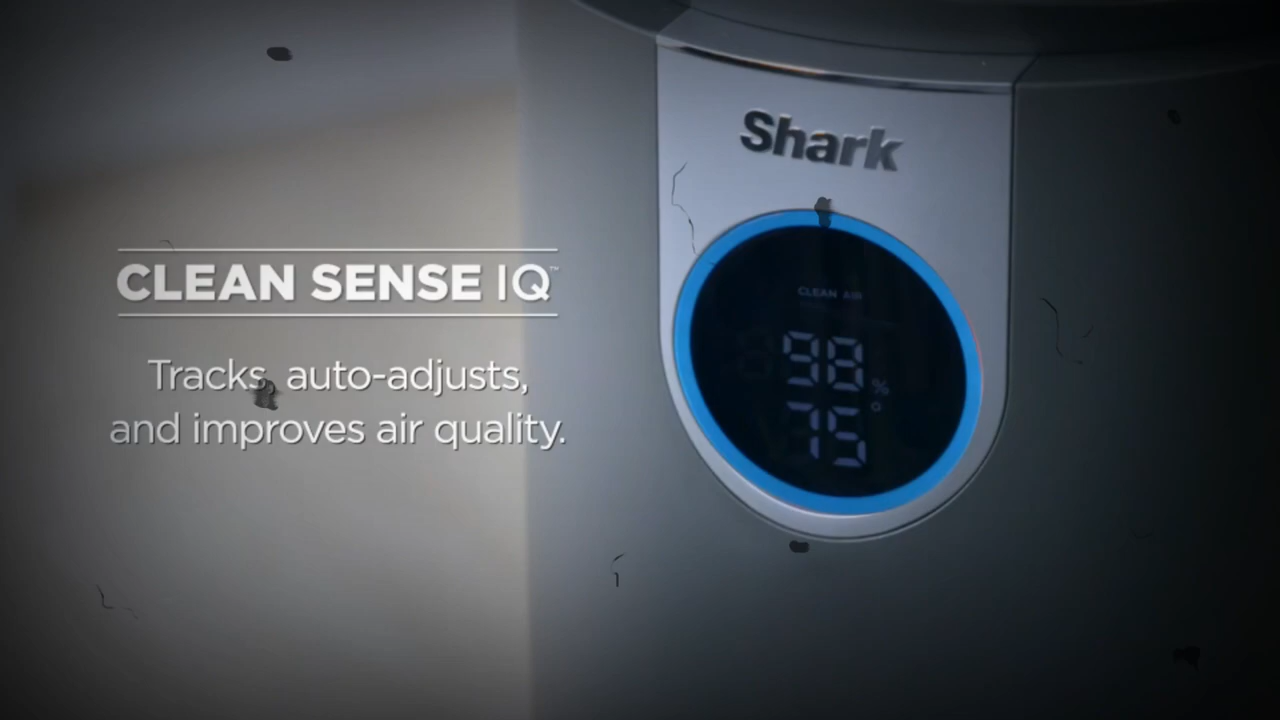 CLEAN SENSE IQ™
Tracks, auto-adjusts,
and improves air quality.
Shark
CLEAN AIR
98 %
75 °